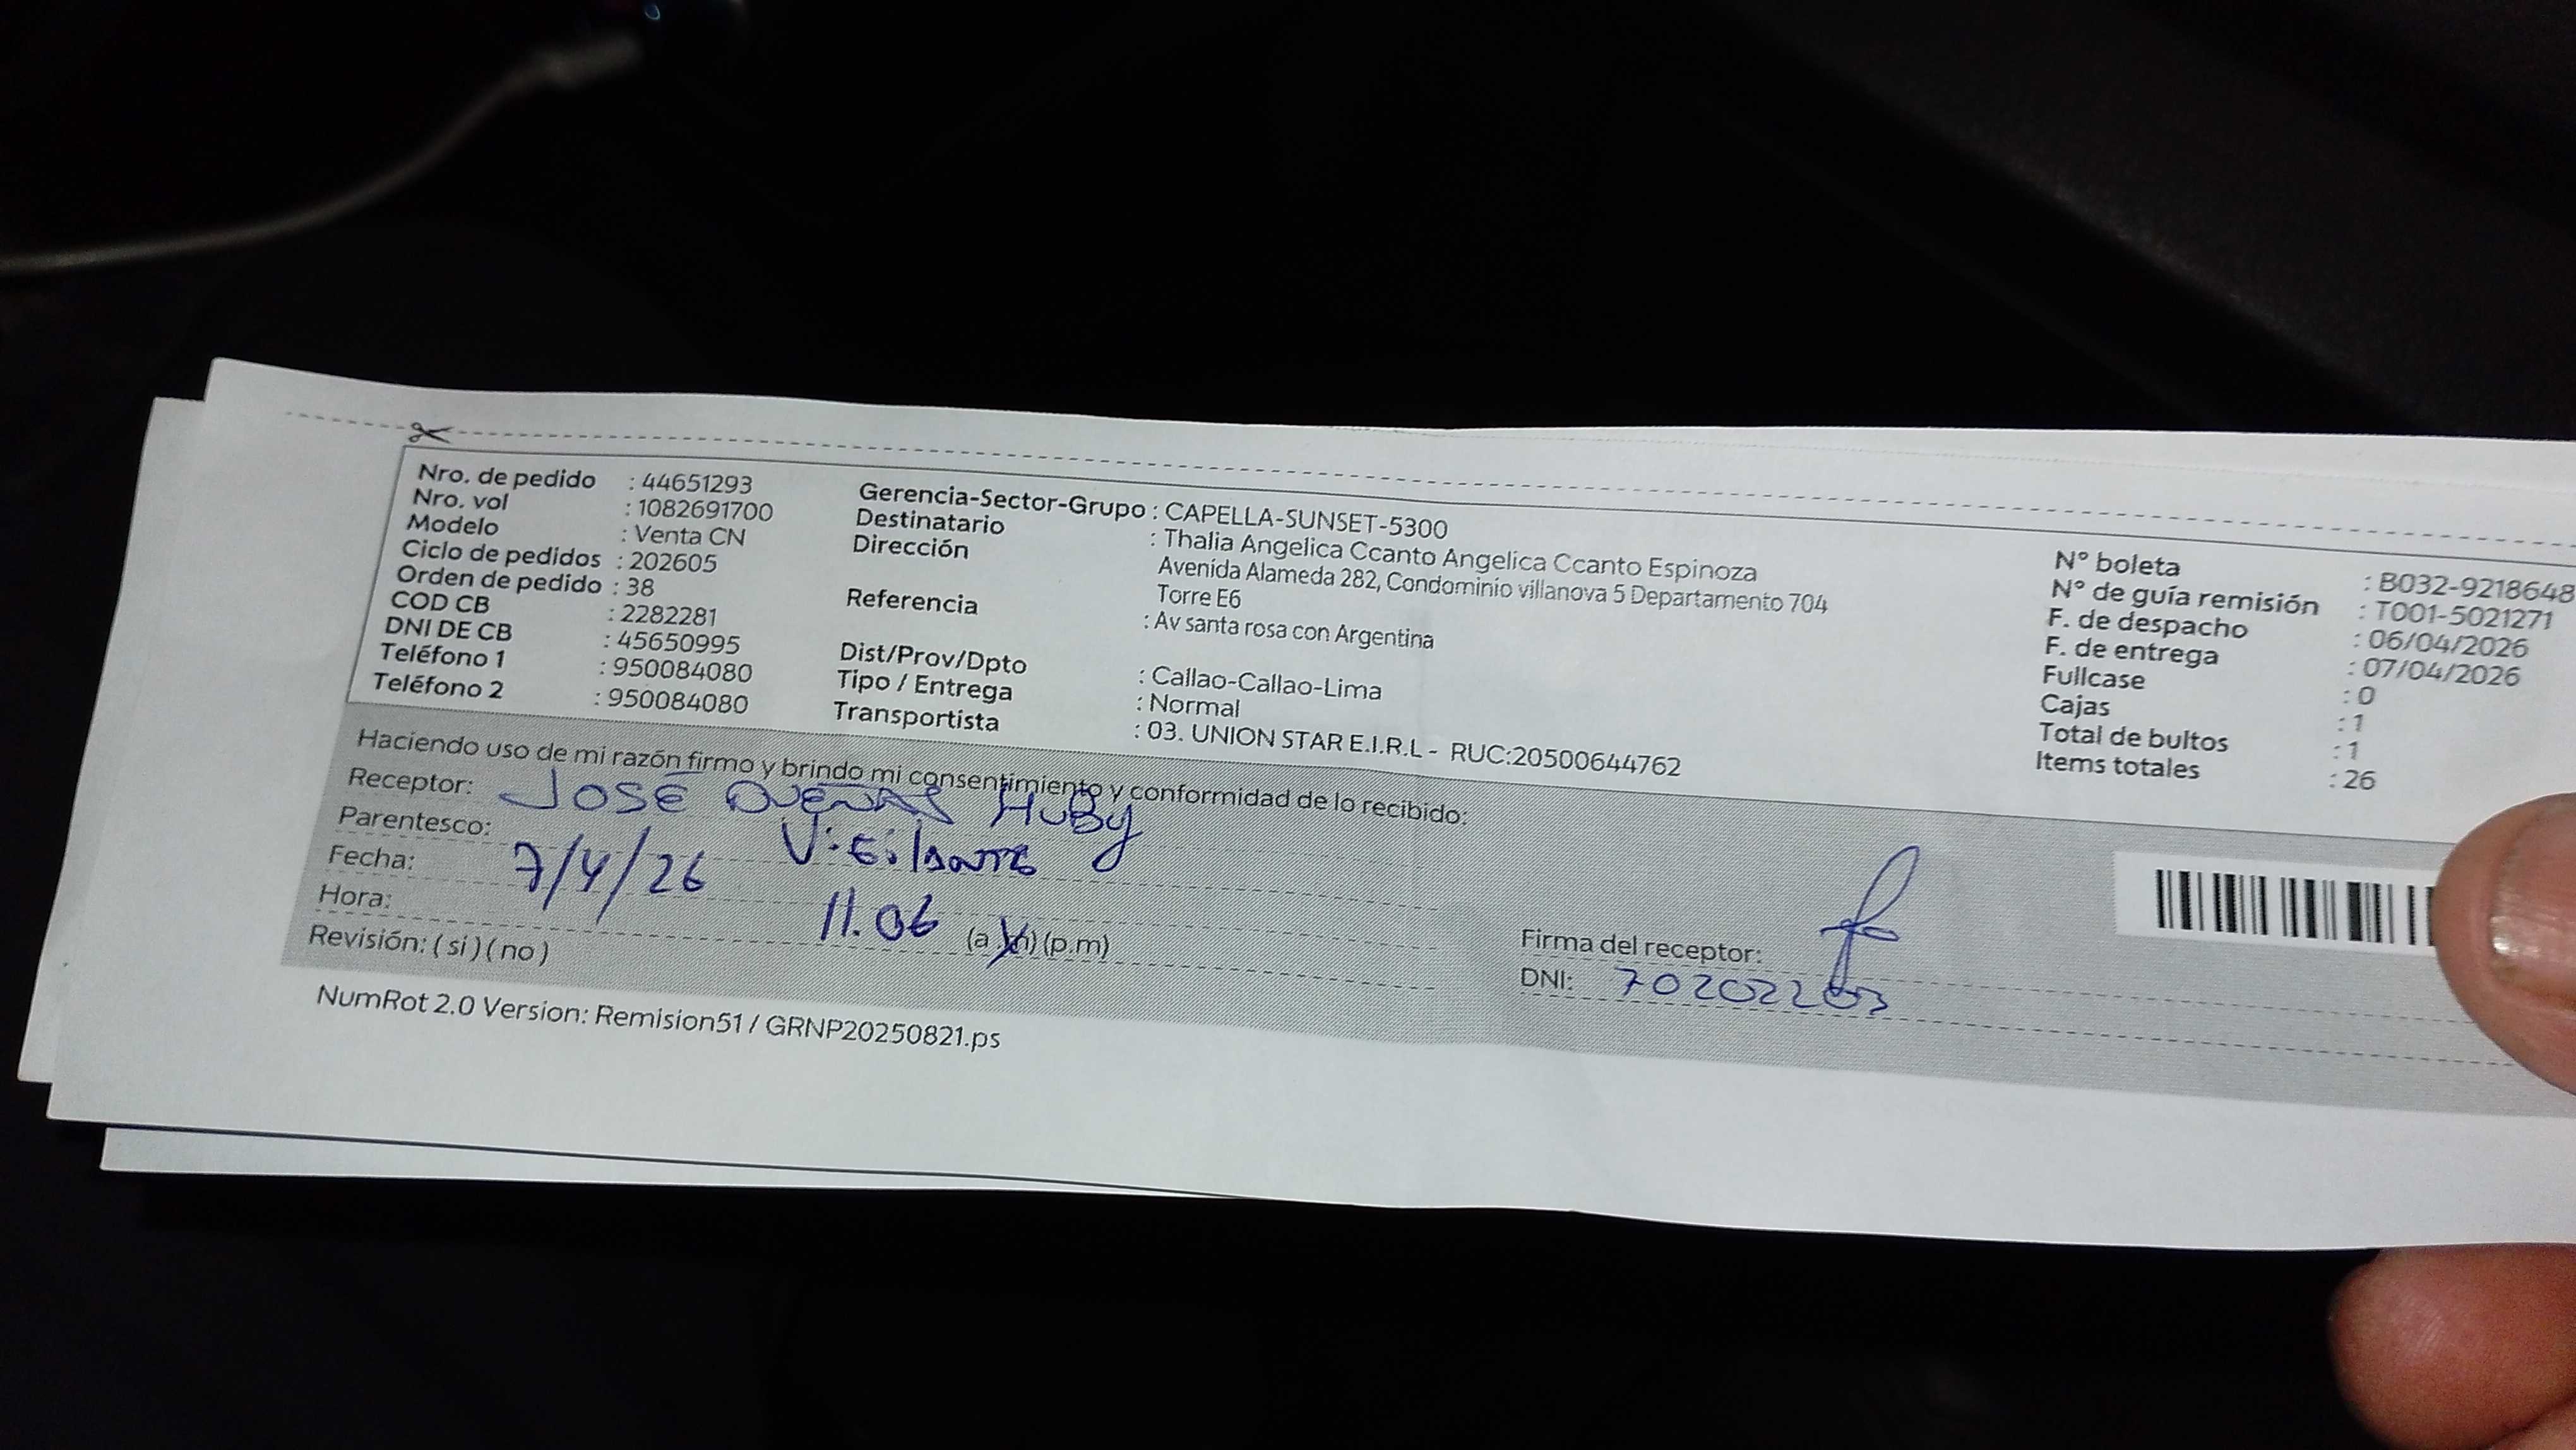 Nro. de pedido : 44651293
Nro. vol : 1082691700
Modelo : Venta CN
Ciclo de pedidos : 202605
Orden de pedido : 38
COD CB : 2282281
DNI DE CB : 45650995
Teléfono 1 : 950084080
Teléfono 2 : 950084080
Gerencia-Sector-Grupo : CAPELLA-SUNSET-5300
Destinatario : Thalia Angelica Ccanto Angelica Ccanto Espinoza
Dirección Avenida Alameda 282, Condominio villanova 5 Departamento 704
Torre E6
Referencia : Av santa rosa con Argentina
Dist/Prov/Dpto : Callao-Callao-Lima
Tipo / Entrega : Normal
Transportista : 03. UNION STAR E.I.R.L - RUC:20500644762
N° boleta : B032-9218648
N° de guía remisión : T001-5021271
F. de despacho : 06/04/2026
F. de entrega : 07/04/2026
Fullcase : 0
Cajas : 1
Total de bultos : 1
Items totales : 26
Haciendo uso de mi razón firmo y brindo mi consentimiento y conformidad de lo recibido:
Receptor: JOSÉ DUEÑAS HUBY
Parentesco: Vigilante
Fecha: 7/4/26
Hora: 11.06 (a.m) (p.m)
Revisión: ( si ) ( no )
Firma del receptor:
DNI: 70202203
NumRot 2.0 Version: Remision51 / GRNP20250821.ps